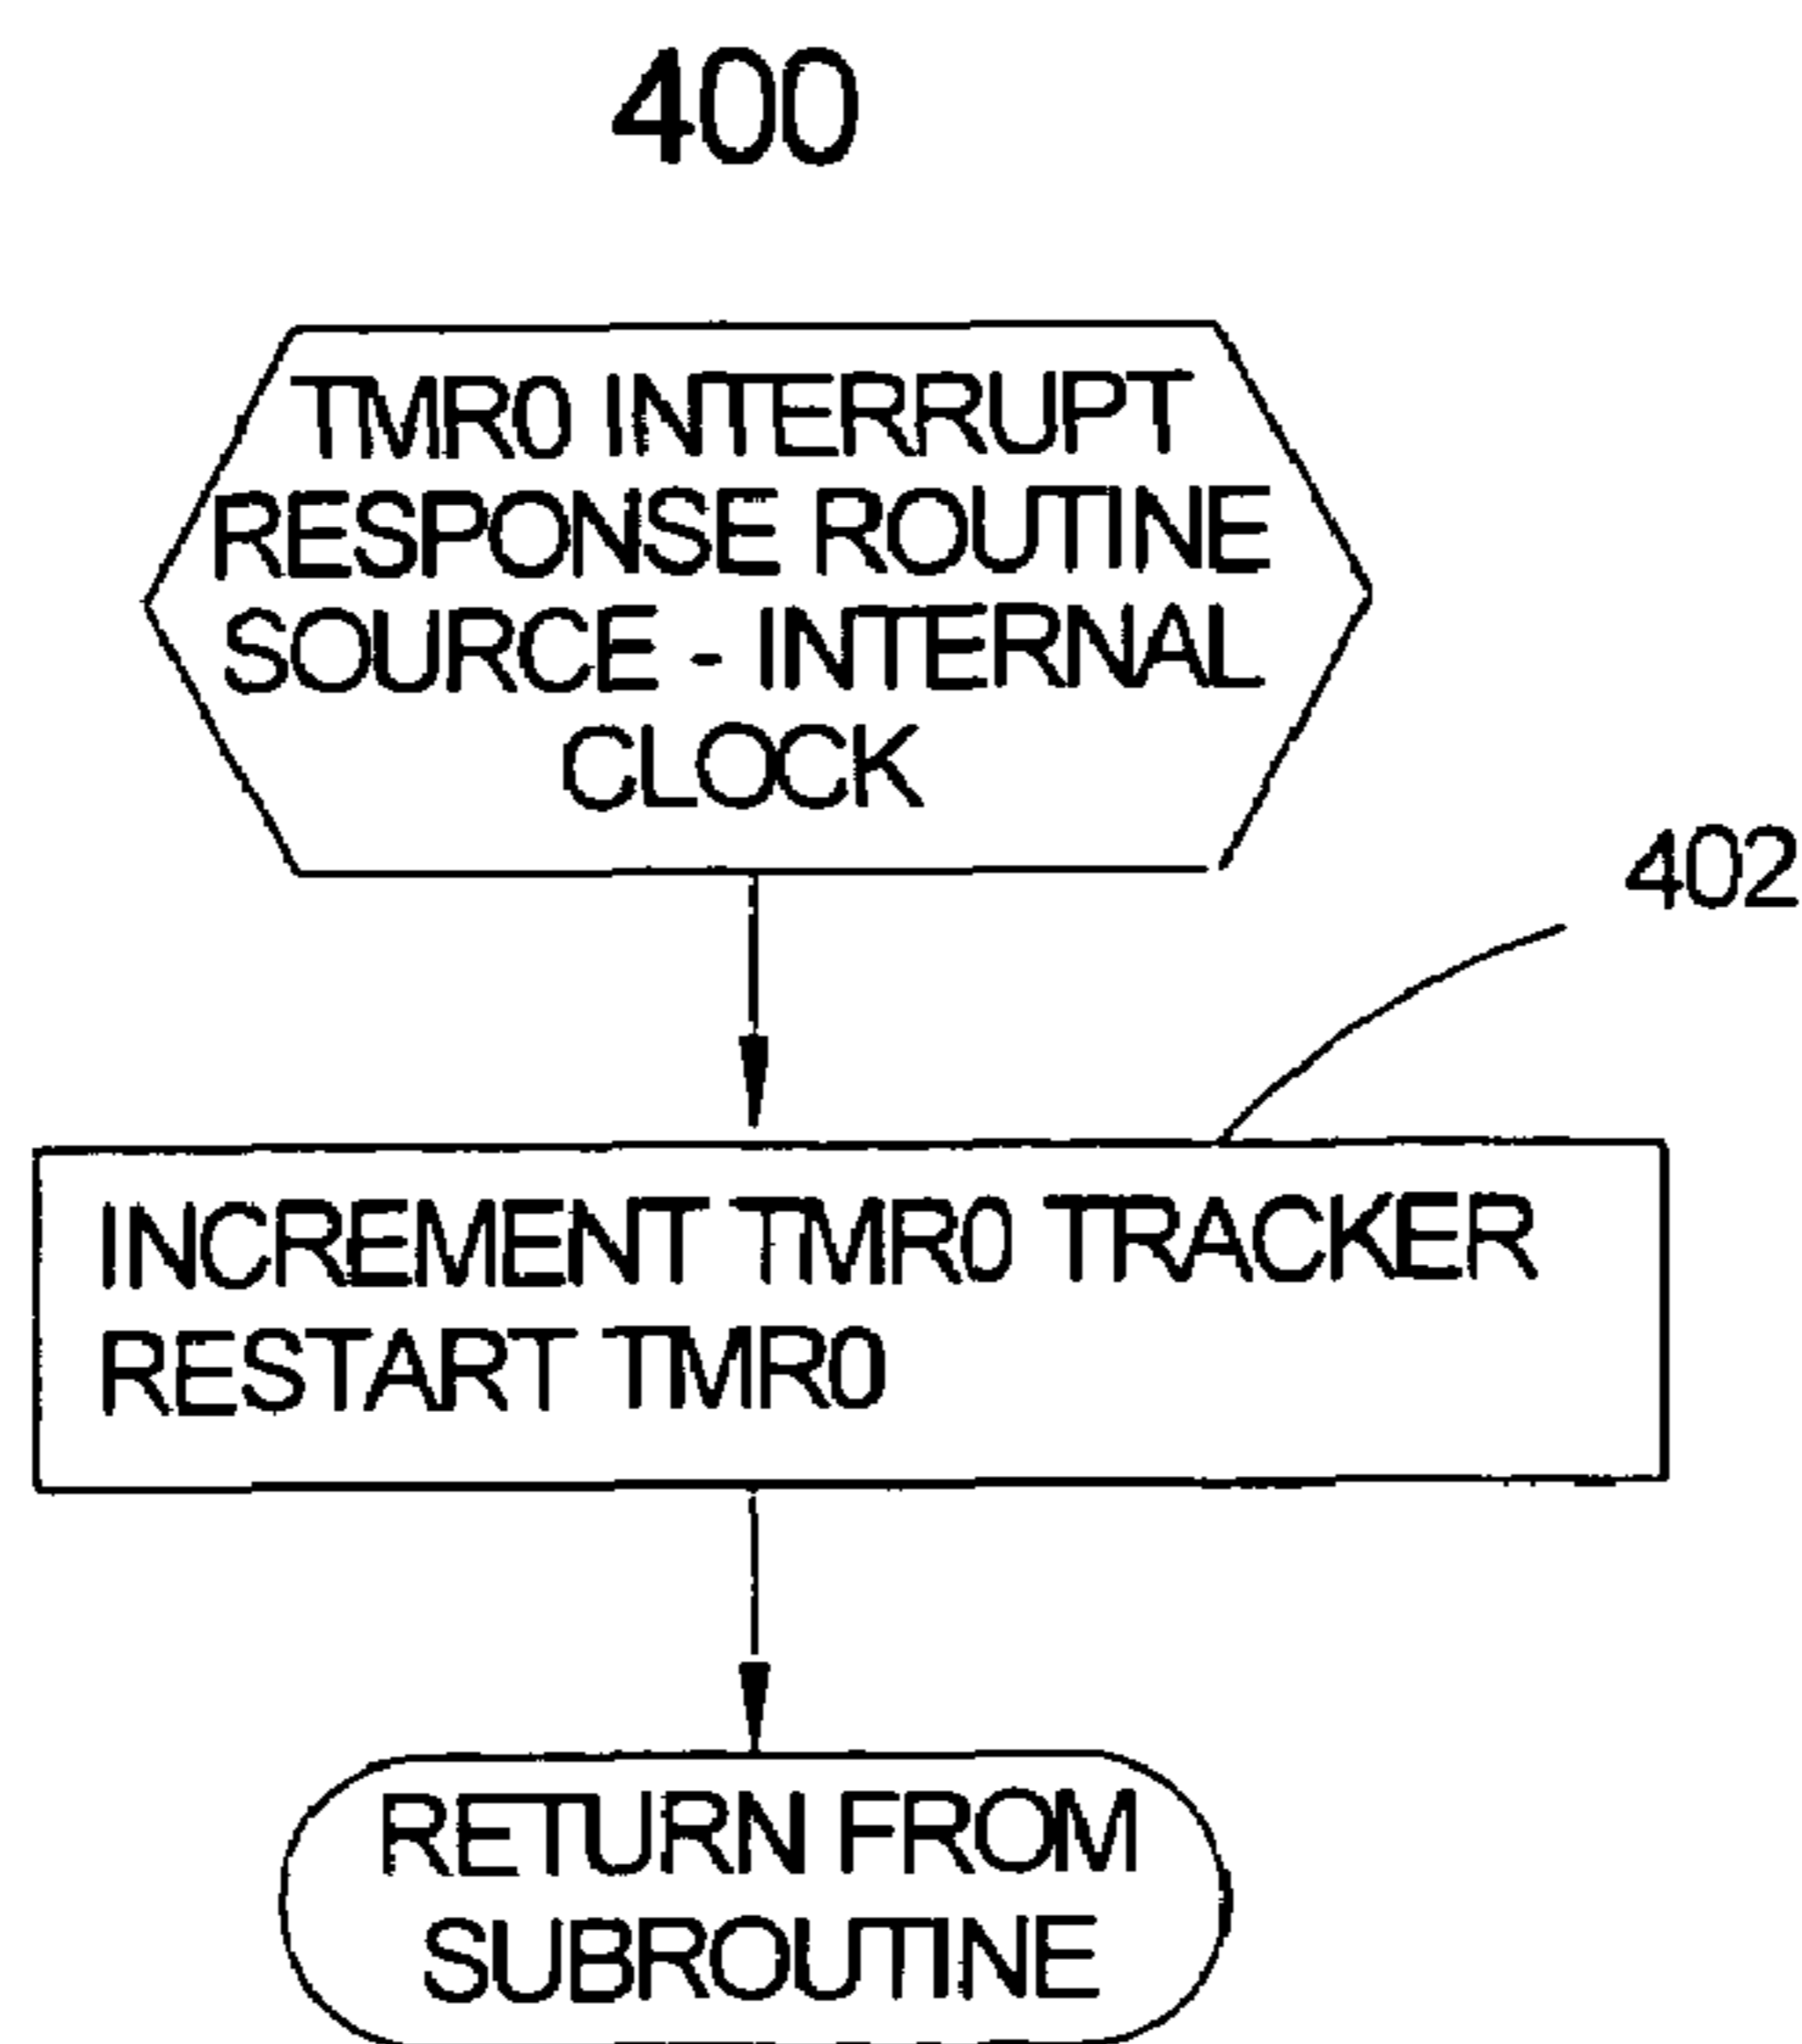 400
TMR0 INTERRUPT
RESPONSE ROUTINE
SOURCE - INTERNAL
CLOCK
402
INCREMENT TMR0 TRACKER
RESTART TMR0
RETURN FROM
SUBROUTINE